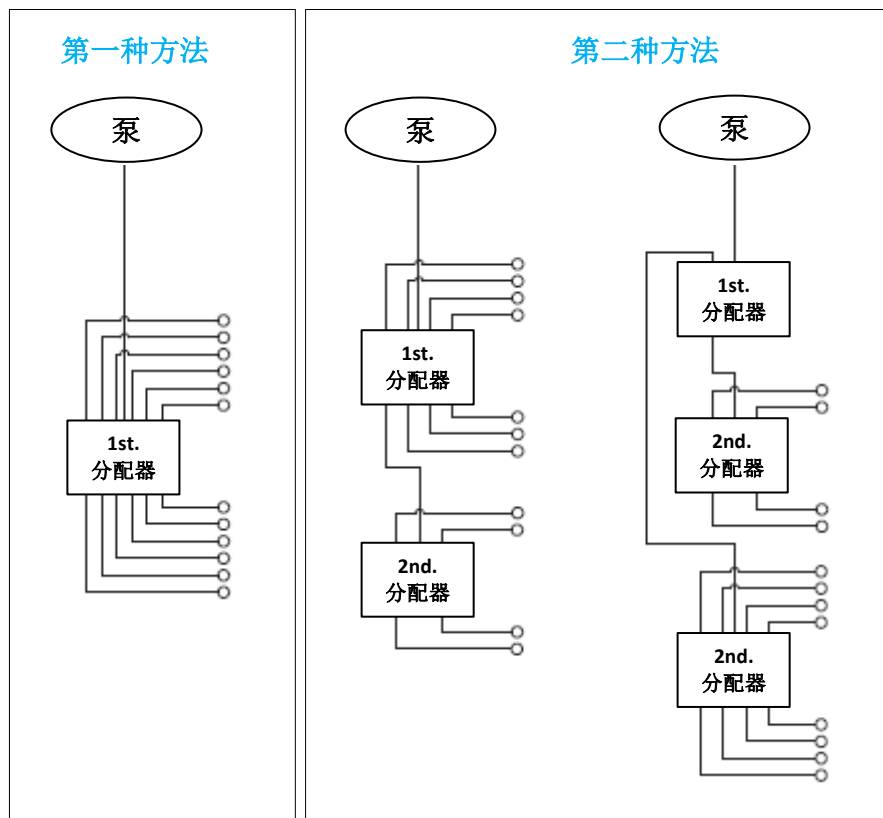 第一种方法
泵
1st.
分配器
第二种方法
泵
1st.
分配器
2nd.
分配器
泵
1st.
分配器
2nd.
分配器
2nd.
分配器